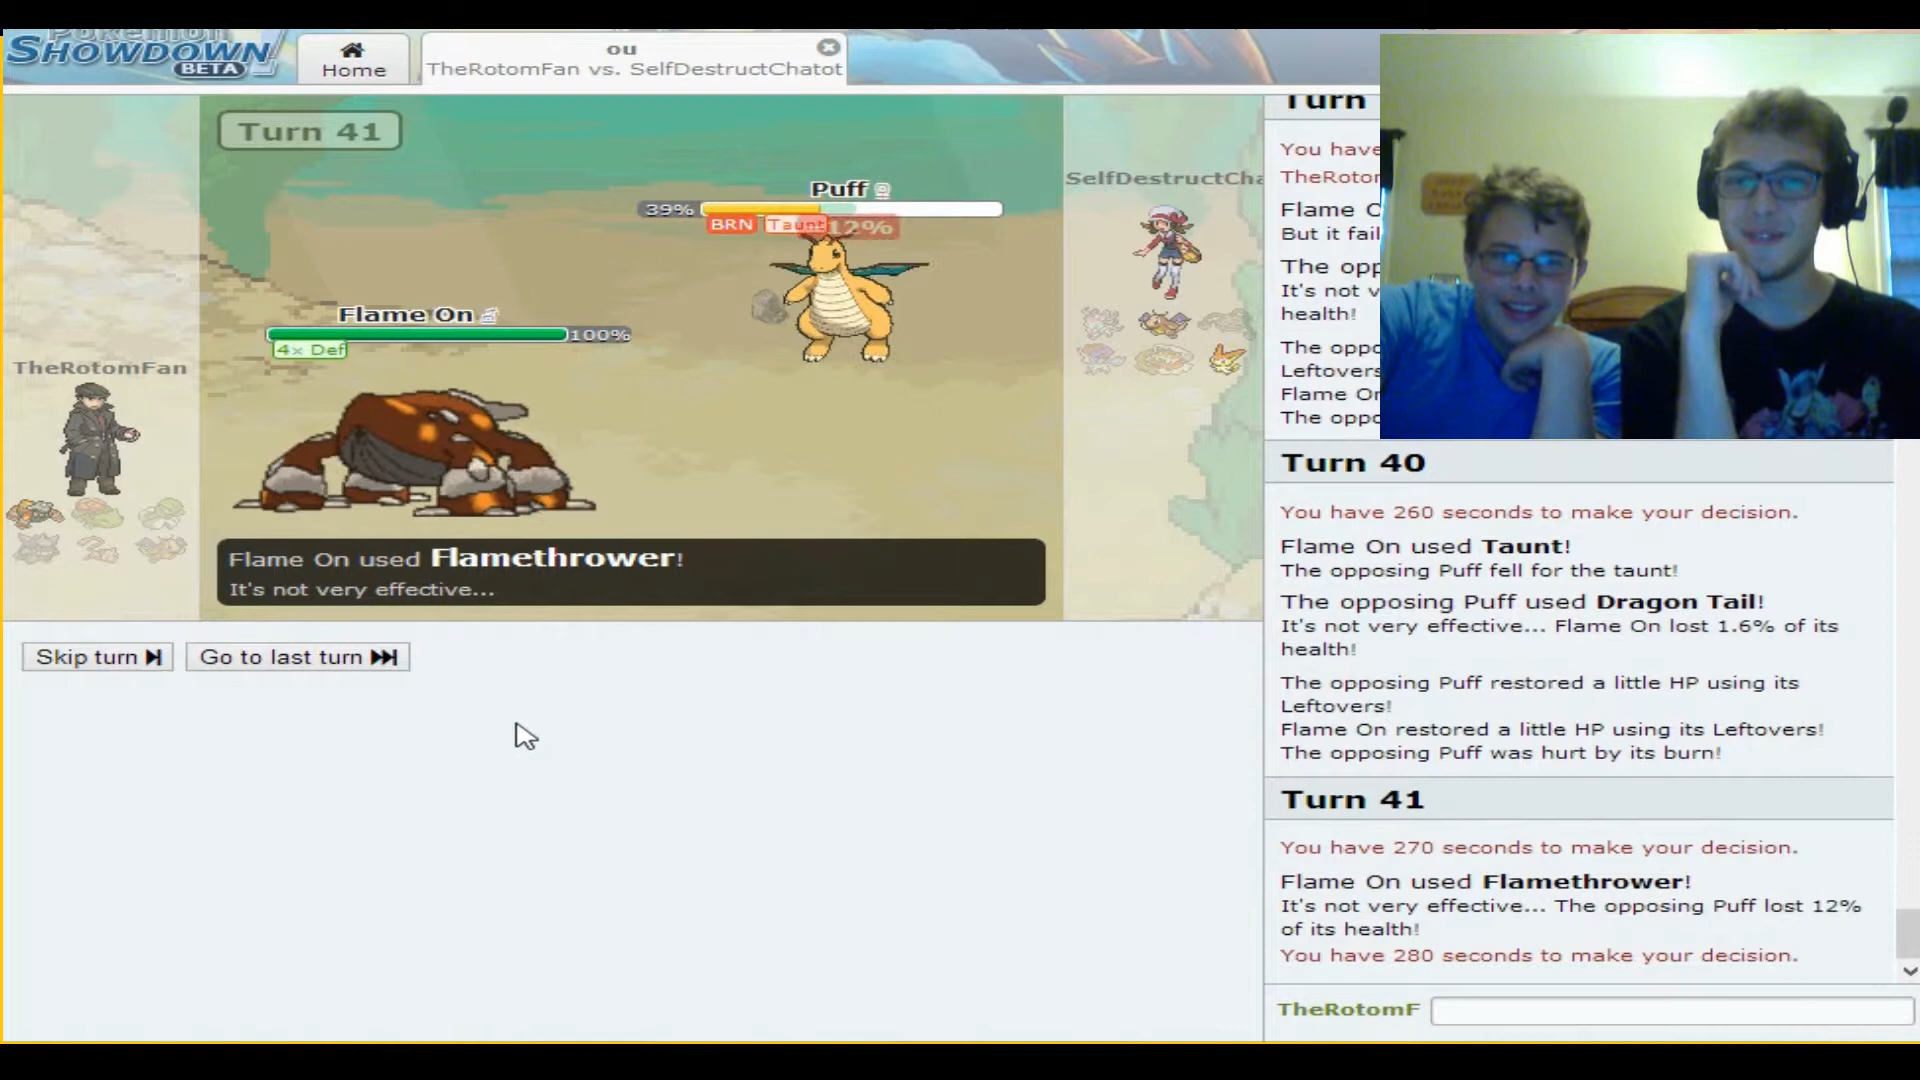 Pokémon
SHOWDOWN
BETA
Home
ou
TheRotomFan vs. SelfDestructChatot
Turn 41
Puff
39%
BRN Taunt 12%
Flame On
100%
4x Def
TheRotomFan
SelfDestructCha
Flame On used Flamethrower!
It's not very effective...
Skip turn
Go to last turn
Turn
You have
TheRotom
Flame O
But it fail
The opp
It's not v
health!
The oppo
Leftovers
Flame On
The oppo
Turn 40
You have 260 seconds to make your decision.
Flame On used Taunt!
The opposing Puff fell for the taunt!
The opposing Puff used Dragon Tail!
It's not very effective... Flame On lost 1.6% of its
health!
The opposing Puff restored a little HP using its
Leftovers!
Flame On restored a little HP using its Leftovers!
The opposing Puff was hurt by its burn!
Turn 41
You have 270 seconds to make your decision.
Flame On used Flamethrower!
It's not very effective... The opposing Puff lost 12%
of its health!
You have 280 seconds to make your decision.
TheRotomF